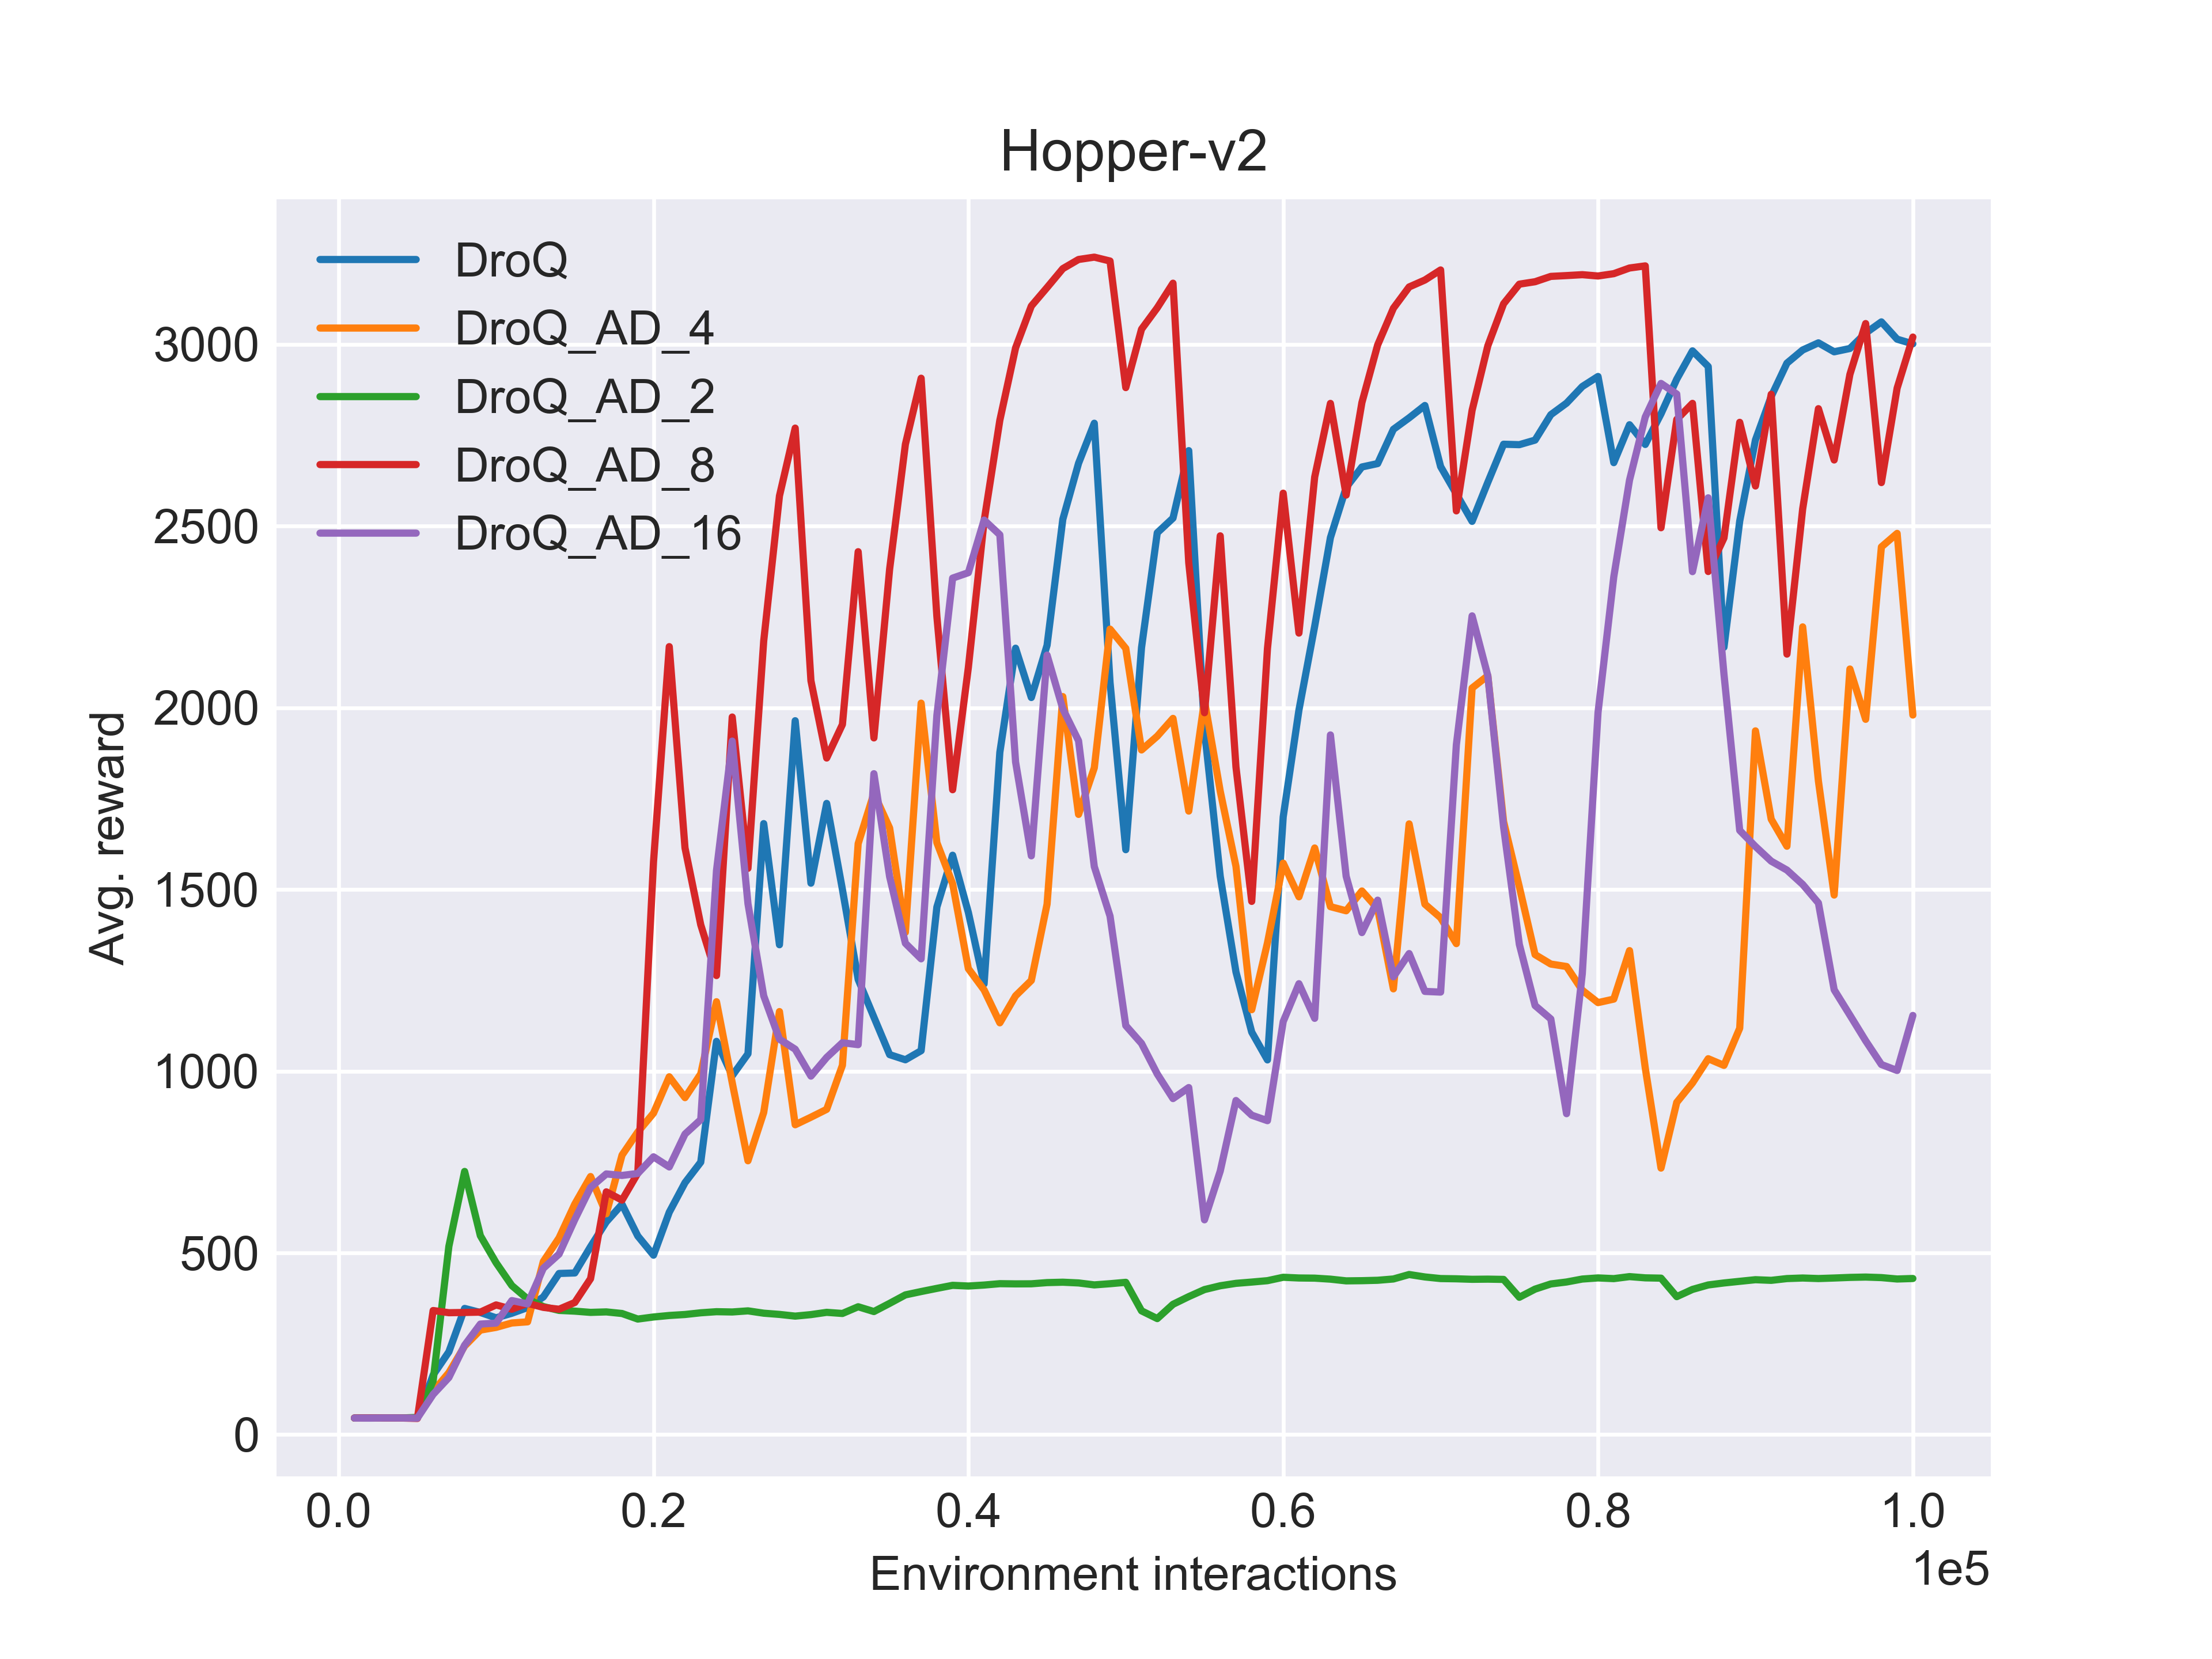 Hopper-v2
DroQ
DroQ_AD_4
DroQ_AD_2
DroQ_AD_8
DroQ_AD_16
Avg. reward
3000
2500
2000
1500
1000
500
0
0.0 0.2 0.4 0.6 0.8 1.0
Environment interactions
1e5